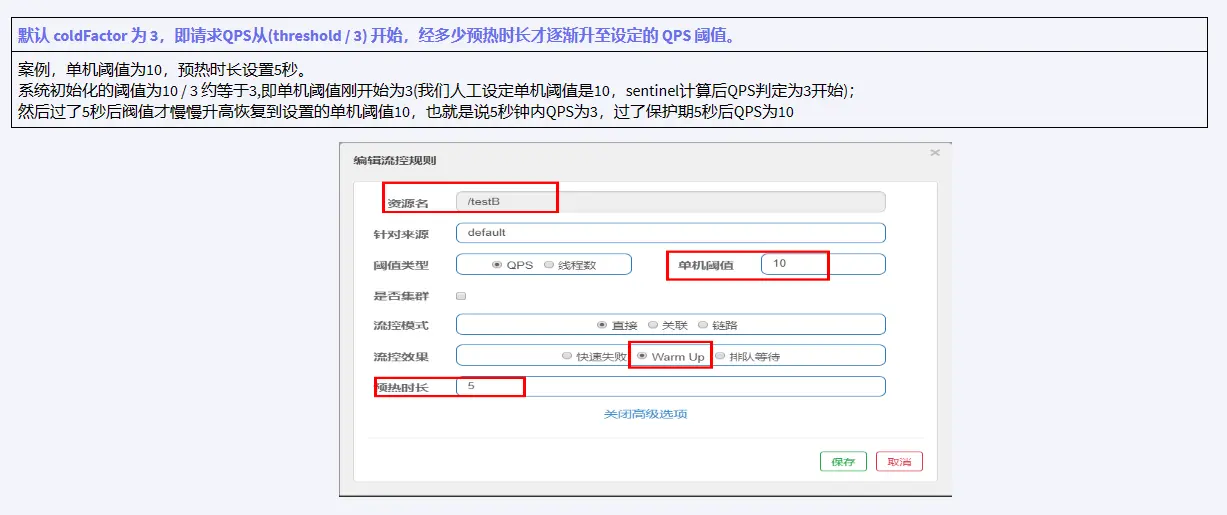 默认 coldFactor 为 3，即请求QPS从(threshold / 3) 开始，经多少预热时长才逐渐升至设定的 QPS 阈值。
案例，单机阈值为10，预热时长设置5秒。
系统初始化的阈值为10 / 3 约等于3,即单机阈值刚开始为3(我们人工设定单机阈值是10，sentinel计算后QPS判定为3开始)；
然后过了5秒后阀值才慢慢升高恢复到设置的单机阈值10，也就是说5秒钟内QPS为3，过了保护期5秒后QPS为10
编辑流控规则 ×
资源名 /testB
针对来源 default
阈值类型 QPS 线程数 单机阈值 10
是否集群
流控模式 直接 关联 链路
流控效果 快速失败 Warm Up 排队等待
预热时长 5
关闭高级选项
保存 取消